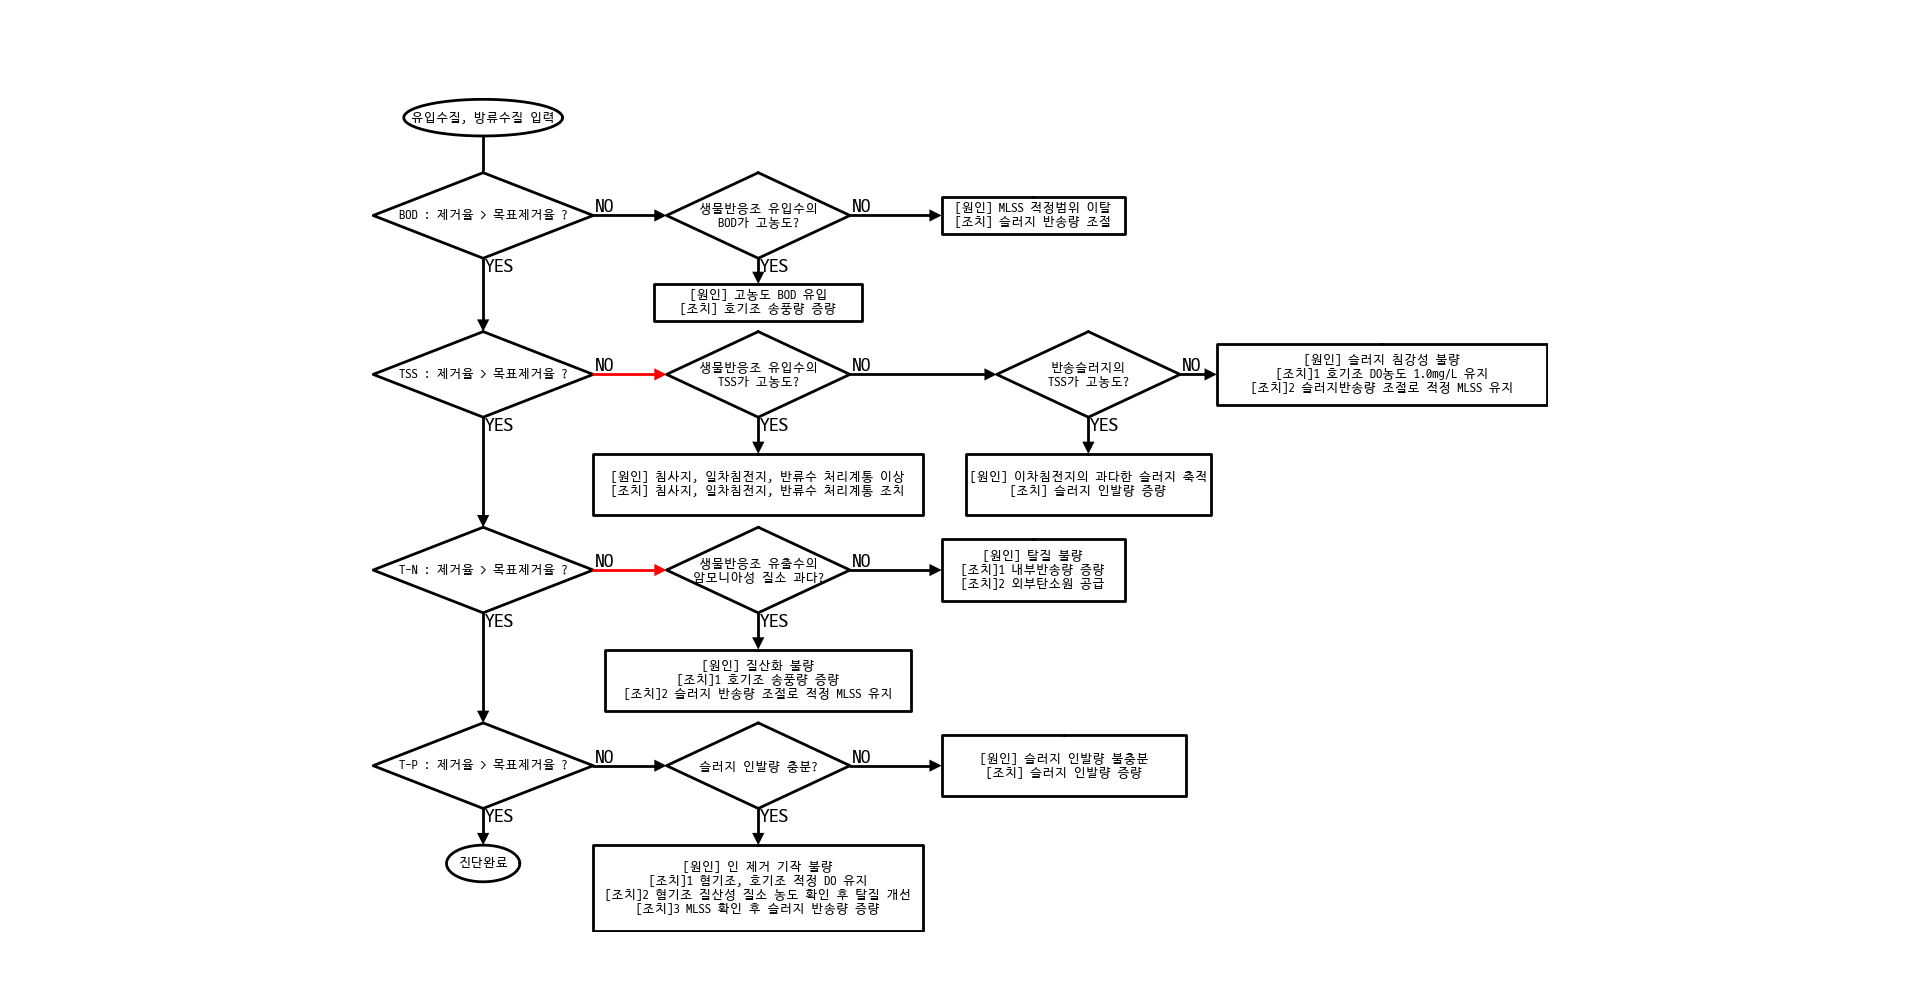 유입수질, 방류수질 입력
BOD : 제거율 > 목표제거율 ?
NO
생물반응조 유입수의
BOD가 고농도?
NO
[원인] MLSS 적정범위 이탈
[조치] 슬러지 반송량 조절
YES
YES
[원인] 고농도 BOD 유입
[조치] 호기조 송풍량 증량
TSS : 제거율 > 목표제거율 ?
NO
생물반응조 유입수의
TSS가 고농도?
NO
반송슬러지의
TSS가 고농도?
NO
[원인] 슬러지 침강성 불량
[조치]1 호기조 DO농도 1.0mg/L 유지
[조치]2 슬러지반송량 조절로 적정 MLSS 유지
YES
YES
YES
[원인] 침사지, 일차침전지, 반류수 처리계통 이상
[조치] 침사지, 일차침전지, 반류수 처리계통 조치
[원인] 이차침전지의 과다한 슬러지 축적
[조치] 슬러지 인발량 증량
T-N : 제거율 > 목표제거율 ?
NO
생물반응조 유출수의
암모니아성 질소 과다?
NO
[원인] 탈질 불량
[조치]1 내부반송량 증량
[조치]2 외부탄소원 공급
YES
YES
[원인] 질산화 불량
[조치]1 호기조 송풍량 증량
[조치]2 슬러지 반송량 조절로 적정 MLSS 유지
T-P : 제거율 > 목표제거율 ?
NO
슬러지 인발량 충분?
NO
[원인] 슬러지 인발량 불충분
[조치] 슬러지 인발량 증량
YES
YES
진단완료
[원인] 인 제거 기작 불량
[조치]1 혐기조, 호기조 적정 DO 유지
[조치]2 혐기조 질산성 질소 농도 확인 후 탈질 개선
[조치]3 MLSS 확인 후 슬러지 반송량 증량